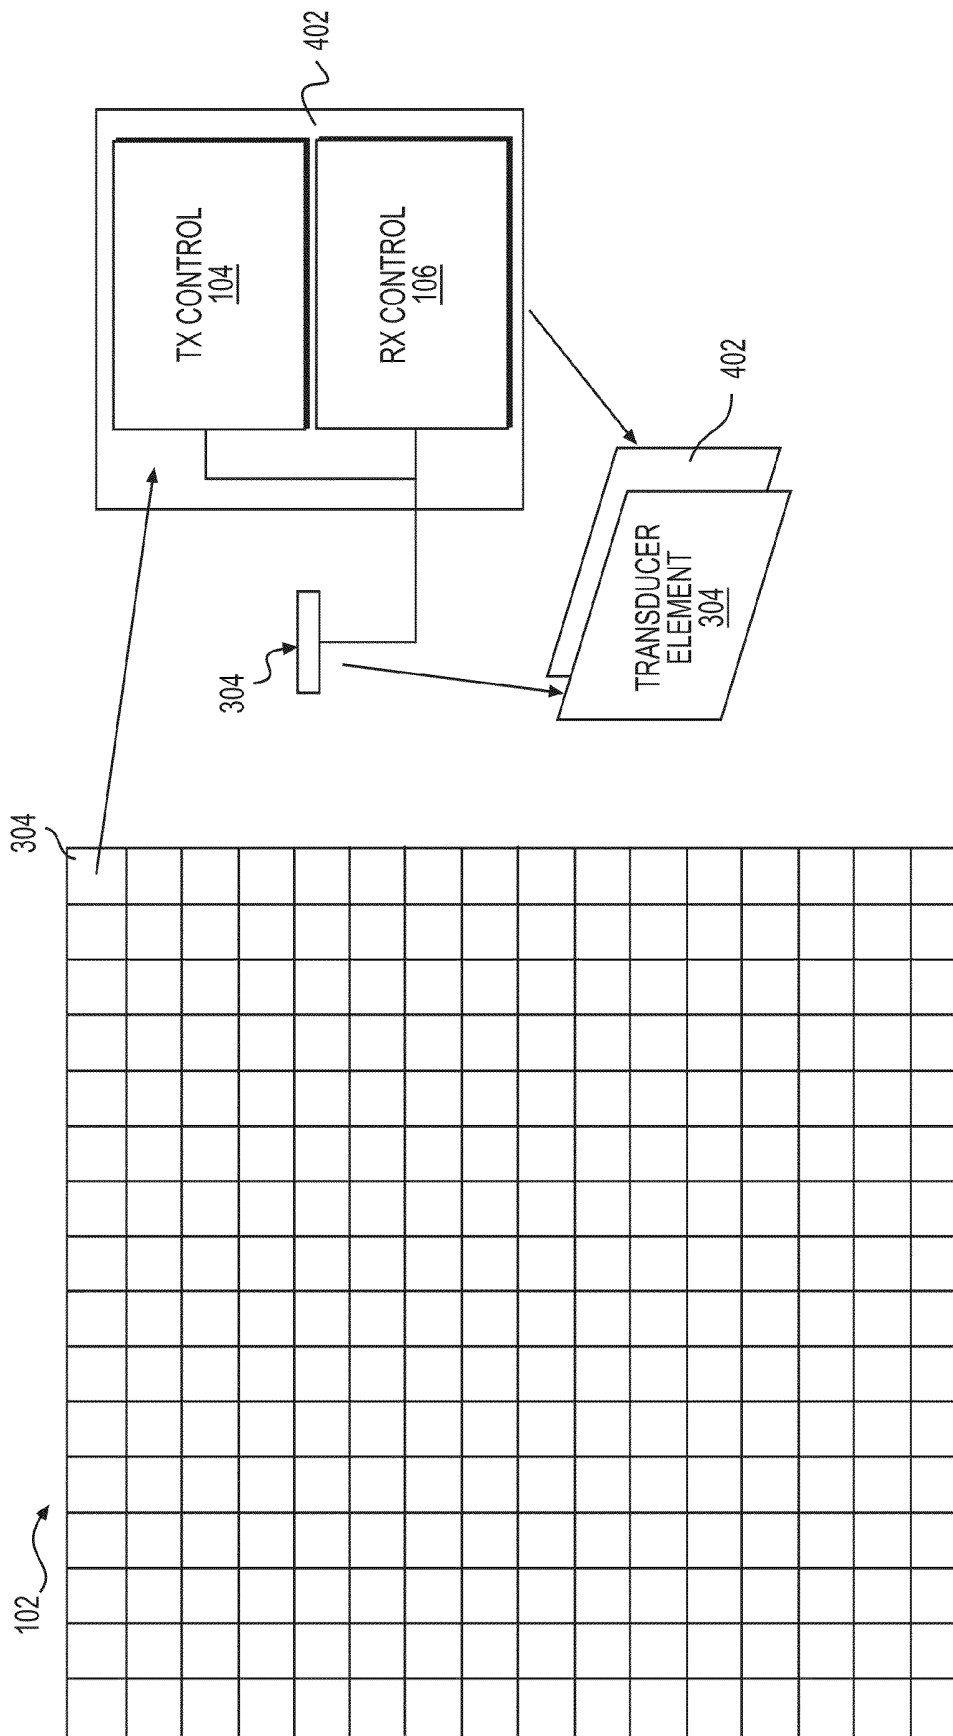 102
304
304
TRANSDUCER
ELEMENT
304
402
TX CONTROL
104
RX CONTROL
106
402